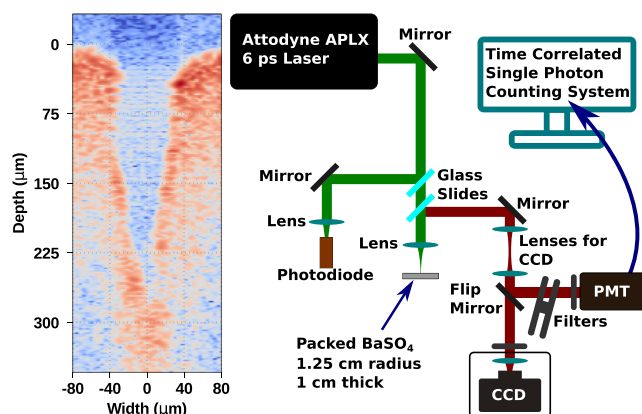 0
75
150
225
300
Depth (μm)
-80 -40 0 40 80
Width (μm)
Attodyne APLX
6 ps Laser
Mirror
Time Correlated
Single Photon
Counting System
Mirror
Glass
Slides
Mirror
Lens
Lens
Lenses for
CCD
Photodiode
Flip
Mirror
PMT
Filters
Packed BaSO₄
1.25 cm radius
1 cm thick
CCD